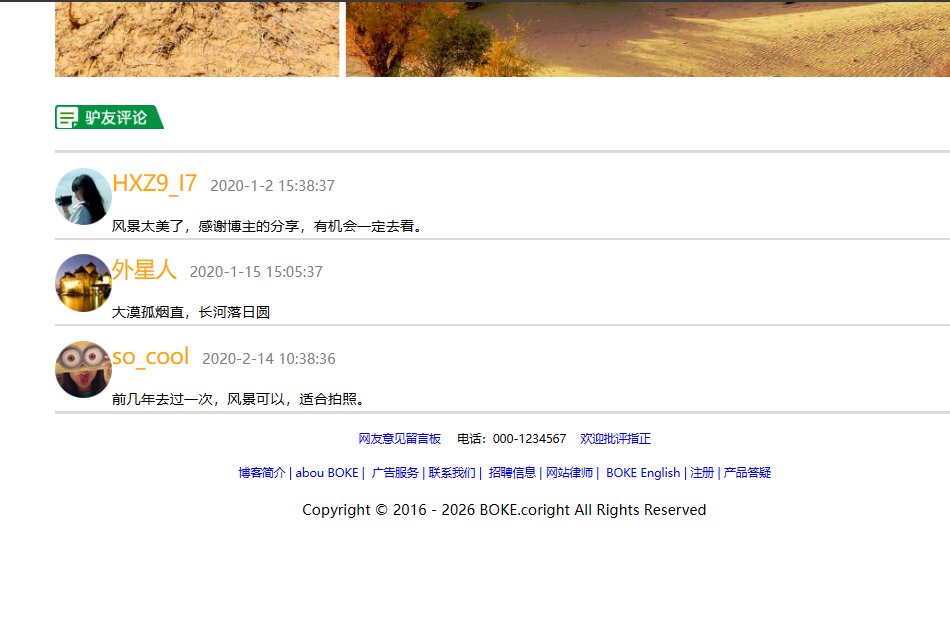 驴友评论
HXZ9_l7 2020-1-2 15:38:37
风景太美了，感谢博主的分享，有机会一定去看。
外星人 2020-1-15 15:05:37
大漠孤烟直，长河落日圆
so_cool 2020-2-14 10:38:36
前几年去过一次，风景可以，适合拍照。
网友意见留言板 电话：000-1234567 欢迎批评指正
博客简介 | abou BOKE | 广告服务 | 联系我们 | 招聘信息 | 网站律师 | BOKE English | 注册 | 产品答疑
Copyright © 2016 - 2026 BOKE.coright All Rights Reserved